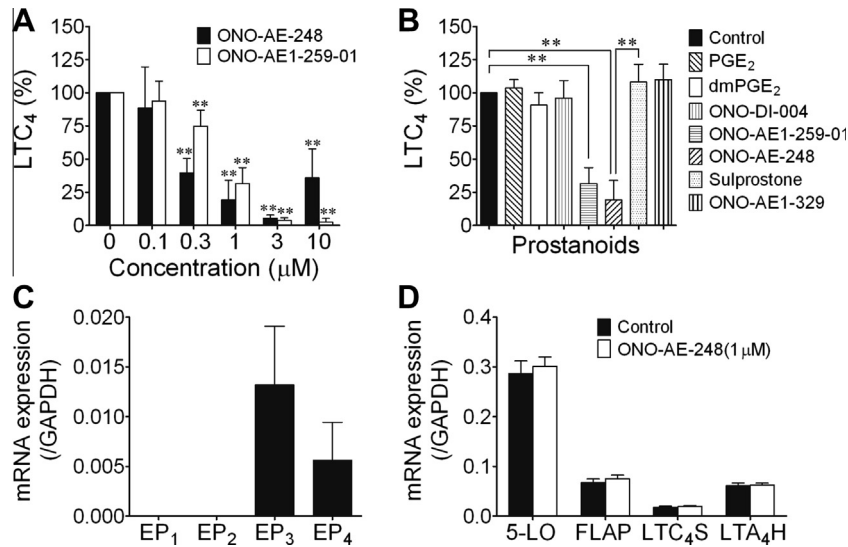 A
LTC₄ (%)
150
125
100
75
50
25
0
ONO-AE-248
ONO-AE1-259-01
** ** ** ** ** ** ** **
0 0.1 0.3 1 3 10
Concentration (μM)
B
LTC₄ (%)
150
125
100
75
50
25
0
** **
**
Prostanoids
Control
PGE₂
dmPGE₂
ONO-DI-004
ONO-AE1-259-01
ONO-AE-248
Sulprostone
ONO-AE1-329
C
mRNA expression
(/GAPDH)
0.020
0.015
0.010
0.005
0.000
EP₁ EP₂ EP₃ EP₄
D
mRNA expression
(/GAPDH)
0.4
0.3
0.2
0.1
0.0
Control
ONO-AE-248(1 μM)
5-LO FLAP LTC₄S LTA₄H